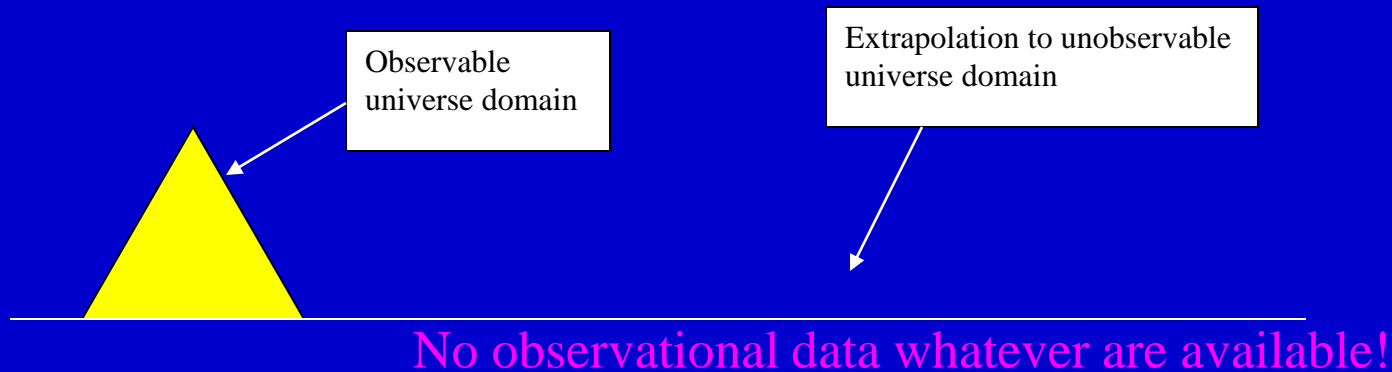 Observable
universe domain
Extrapolation to unobservable
universe domain
No observational data whatever are available!